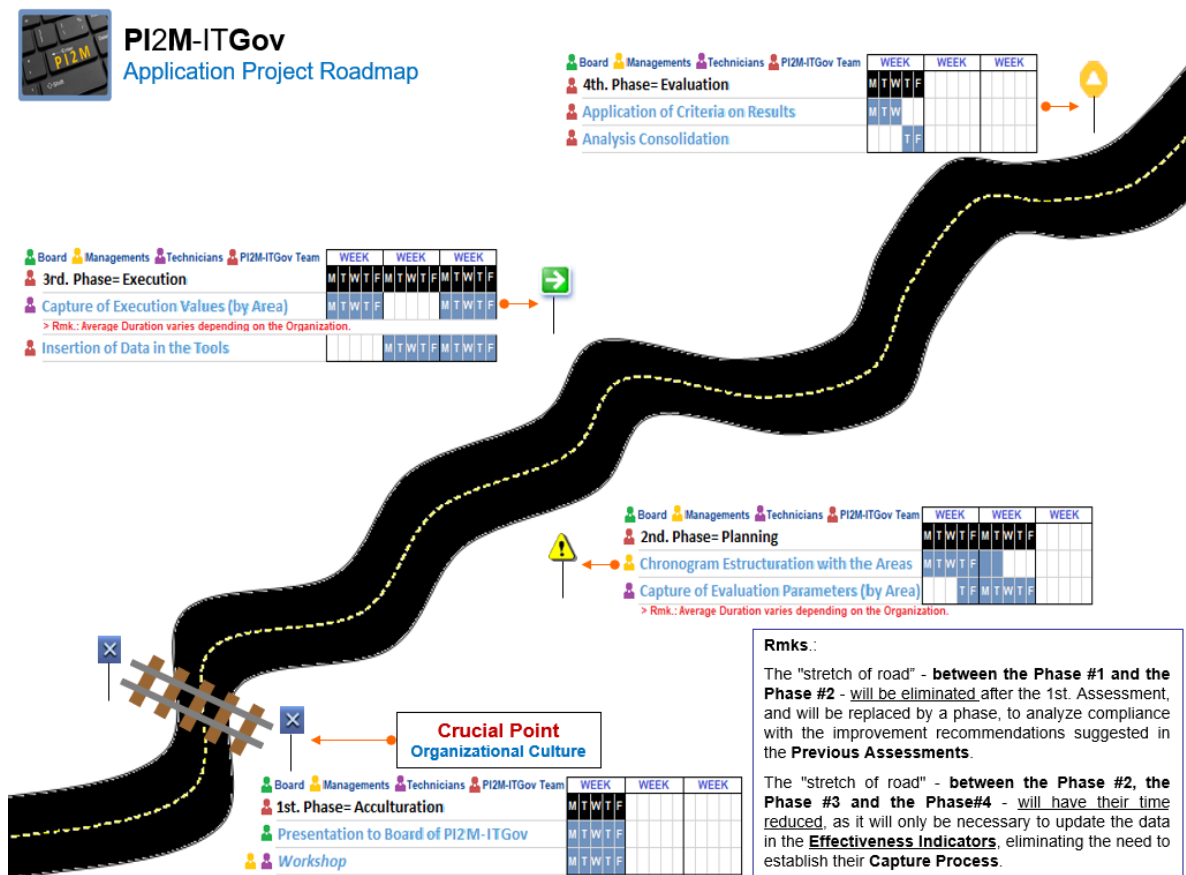 PI2M
PI2M-ITGov
Application Project Roadmap
Board Managements Technicians PI2M-ITGov Team WEEK WEEK WEEK
4th. Phase= Evaluation M T W T F
Application of Criteria on Results M T W
Analysis Consolidation T F
Board Managements Technicians PI2M-ITGov Team WEEK WEEK WEEK
3rd. Phase= Execution M T W T F M T W T F M T W T F
Capture of Execution Values (by Area) M T W T F M T W T F
> Rmk.: Average Duration varies depending on the Organization.
Insertion of Data in the Tools M T W T F M T W T F
Board Managements Technicians PI2M-ITGov Team WEEK WEEK WEEK
2nd. Phase= Planning M T W T F M T W T F
Chronogram Estructuration with the Areas M T W T F
Capture of Evaluation Parameters (by Area) T F M T W T F
> Rmk.: Average Duration varies depending on the Organization.
Crucial Point
Organizational Culture
Board Managements Technicians PI2M-ITGov Team WEEK WEEK WEEK
1st. Phase= Acculturation M T W T F
Presentation to Board of PI2M-ITGov M T W T F
Workshop M T W T F
Rmks.:
The "stretch of road” - between the Phase #1 and the
Phase #2 - will be eliminated after the 1st. Assessment,
and will be replaced by a phase, to analyze compliance
with the improvement recommendations suggested in
the Previous Assessments.
The "stretch of road" - between the Phase #2, the
Phase #3 and the Phase#4 - will have their time
reduced, as it will only be necessary to update the data
in the Effectiveness Indicators, eliminating the need to
establish their Capture Process.